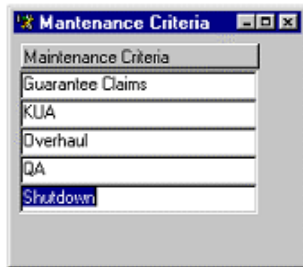 Mantenance Criteria
Maintenance Criteria
Guarantee Claims
KUA
Overhaul
QA
Shutdown